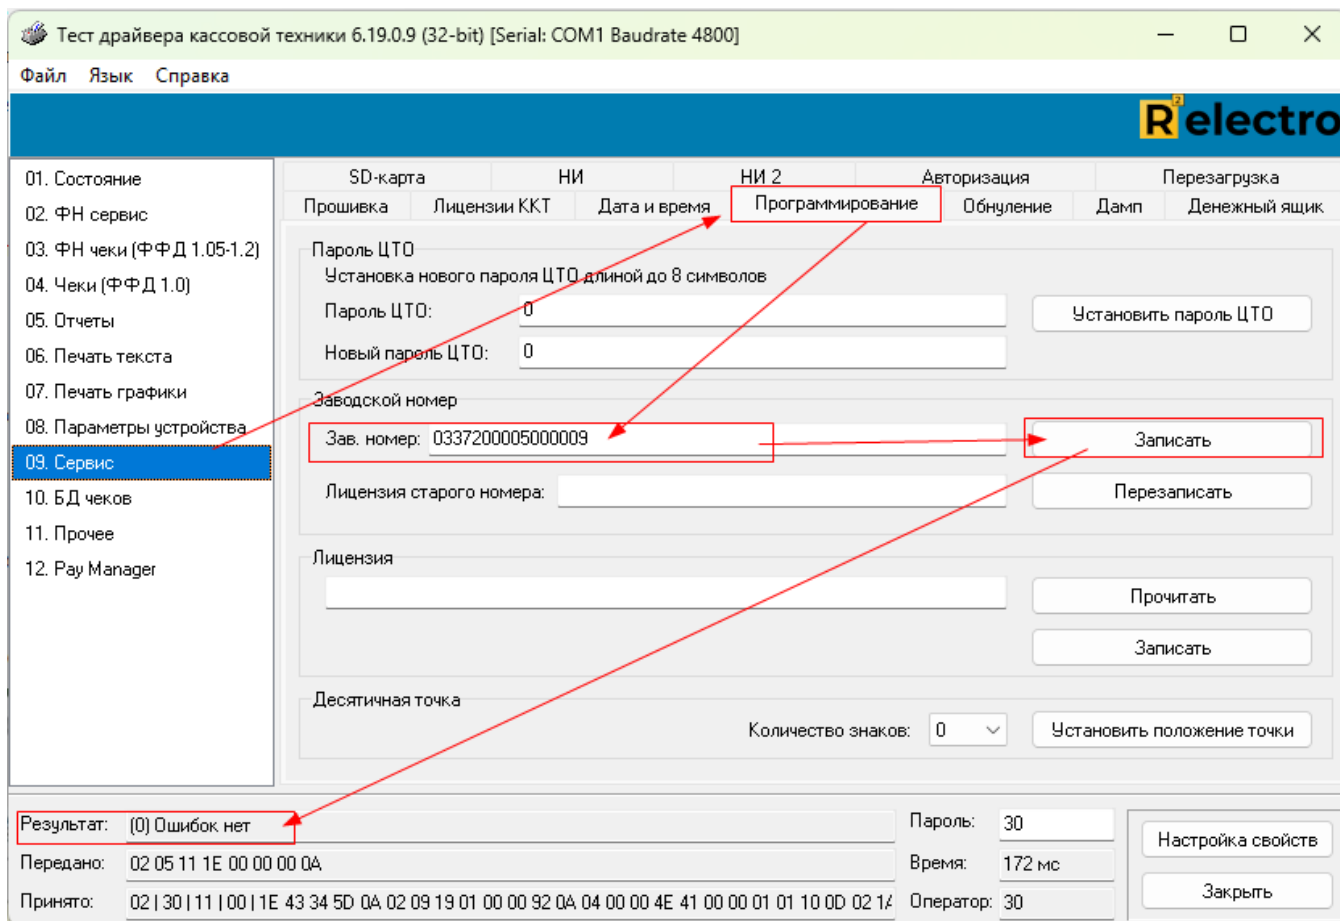 Тест драйвера кассовой техники 6.19.0.9 (32-bit) [Serial: COM1 Baudrate 4800]
Файл Язык Справка
R2electro
01. Состояние
02. ФН сервис
03. ФН чеки (ФФД 1.05-1.2)
04. Чеки (ФФД 1.0)
05. Отчеты
06. Печать текста
07. Печать графики
08. Параметры устройства
09. Сервис
10. БД чеков
11. Прочее
12. Pay Manager
SD-карта НИ НИ 2 Авторизация Перезагрузка
Прошивка Лицензии ККТ Дата и время Программирование Обнуление Дамп Денежный ящик
Пароль ЦТО
Установка нового пароля ЦТО длиной до 8 символов
Пароль ЦТО: 0 Установить пароль ЦТО
Новый пароль ЦТО: 0
Заводской номер
Зав. номер: 0337200005000009 Записать
Лицензия старого номера: Перезаписать
Лицензия
Прочитать
Записать
Десятичная точка
Количество знаков: 0 Установить положение точки
Результат: (0) Ошибок нет Пароль: 30 Настройка свойств
Передано: 02 05 11 1E 00 00 00 0A Время: 172 мс
Принято: 02 | 30 | 11 | 00 | 1E 43 34 5D 0A 02 09 19 01 00 00 92 0A 04 00 00 4E 41 00 00 01 01 10 0D 02 1A Оператор: 30 Закрыть